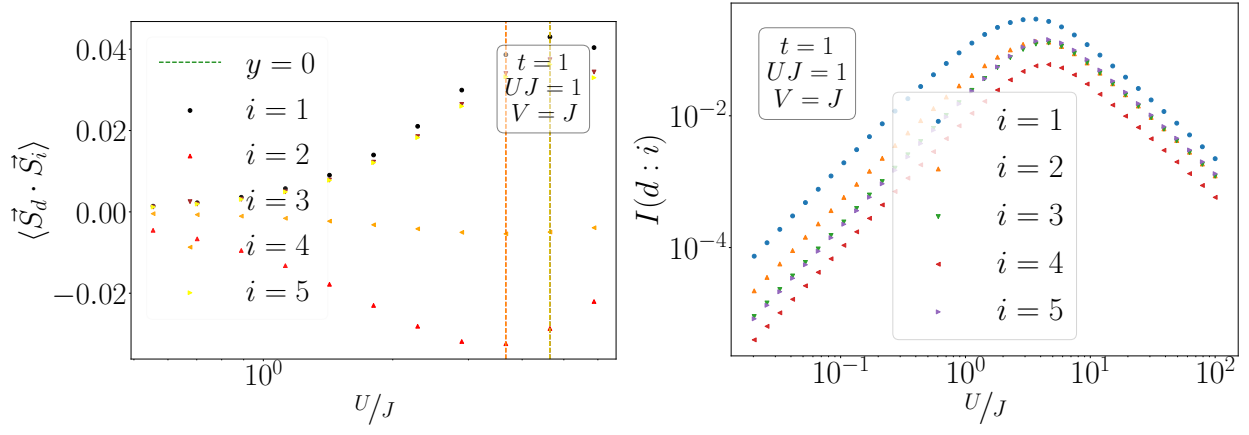 0.04
0.02
0.00
−0.02
⟨S⃗_d · S⃗_i⟩
y = 0
i = 1
i = 2
i = 3
i = 4
i = 5
t = 1
UJ = 1
V = J
10^0
U/J
10^−2
10^−4
I(d : i)
t = 1
UJ = 1
V = J
i = 1
i = 2
i = 3
i = 4
i = 5
10^−1
10^0
10^1
10^2
U/J